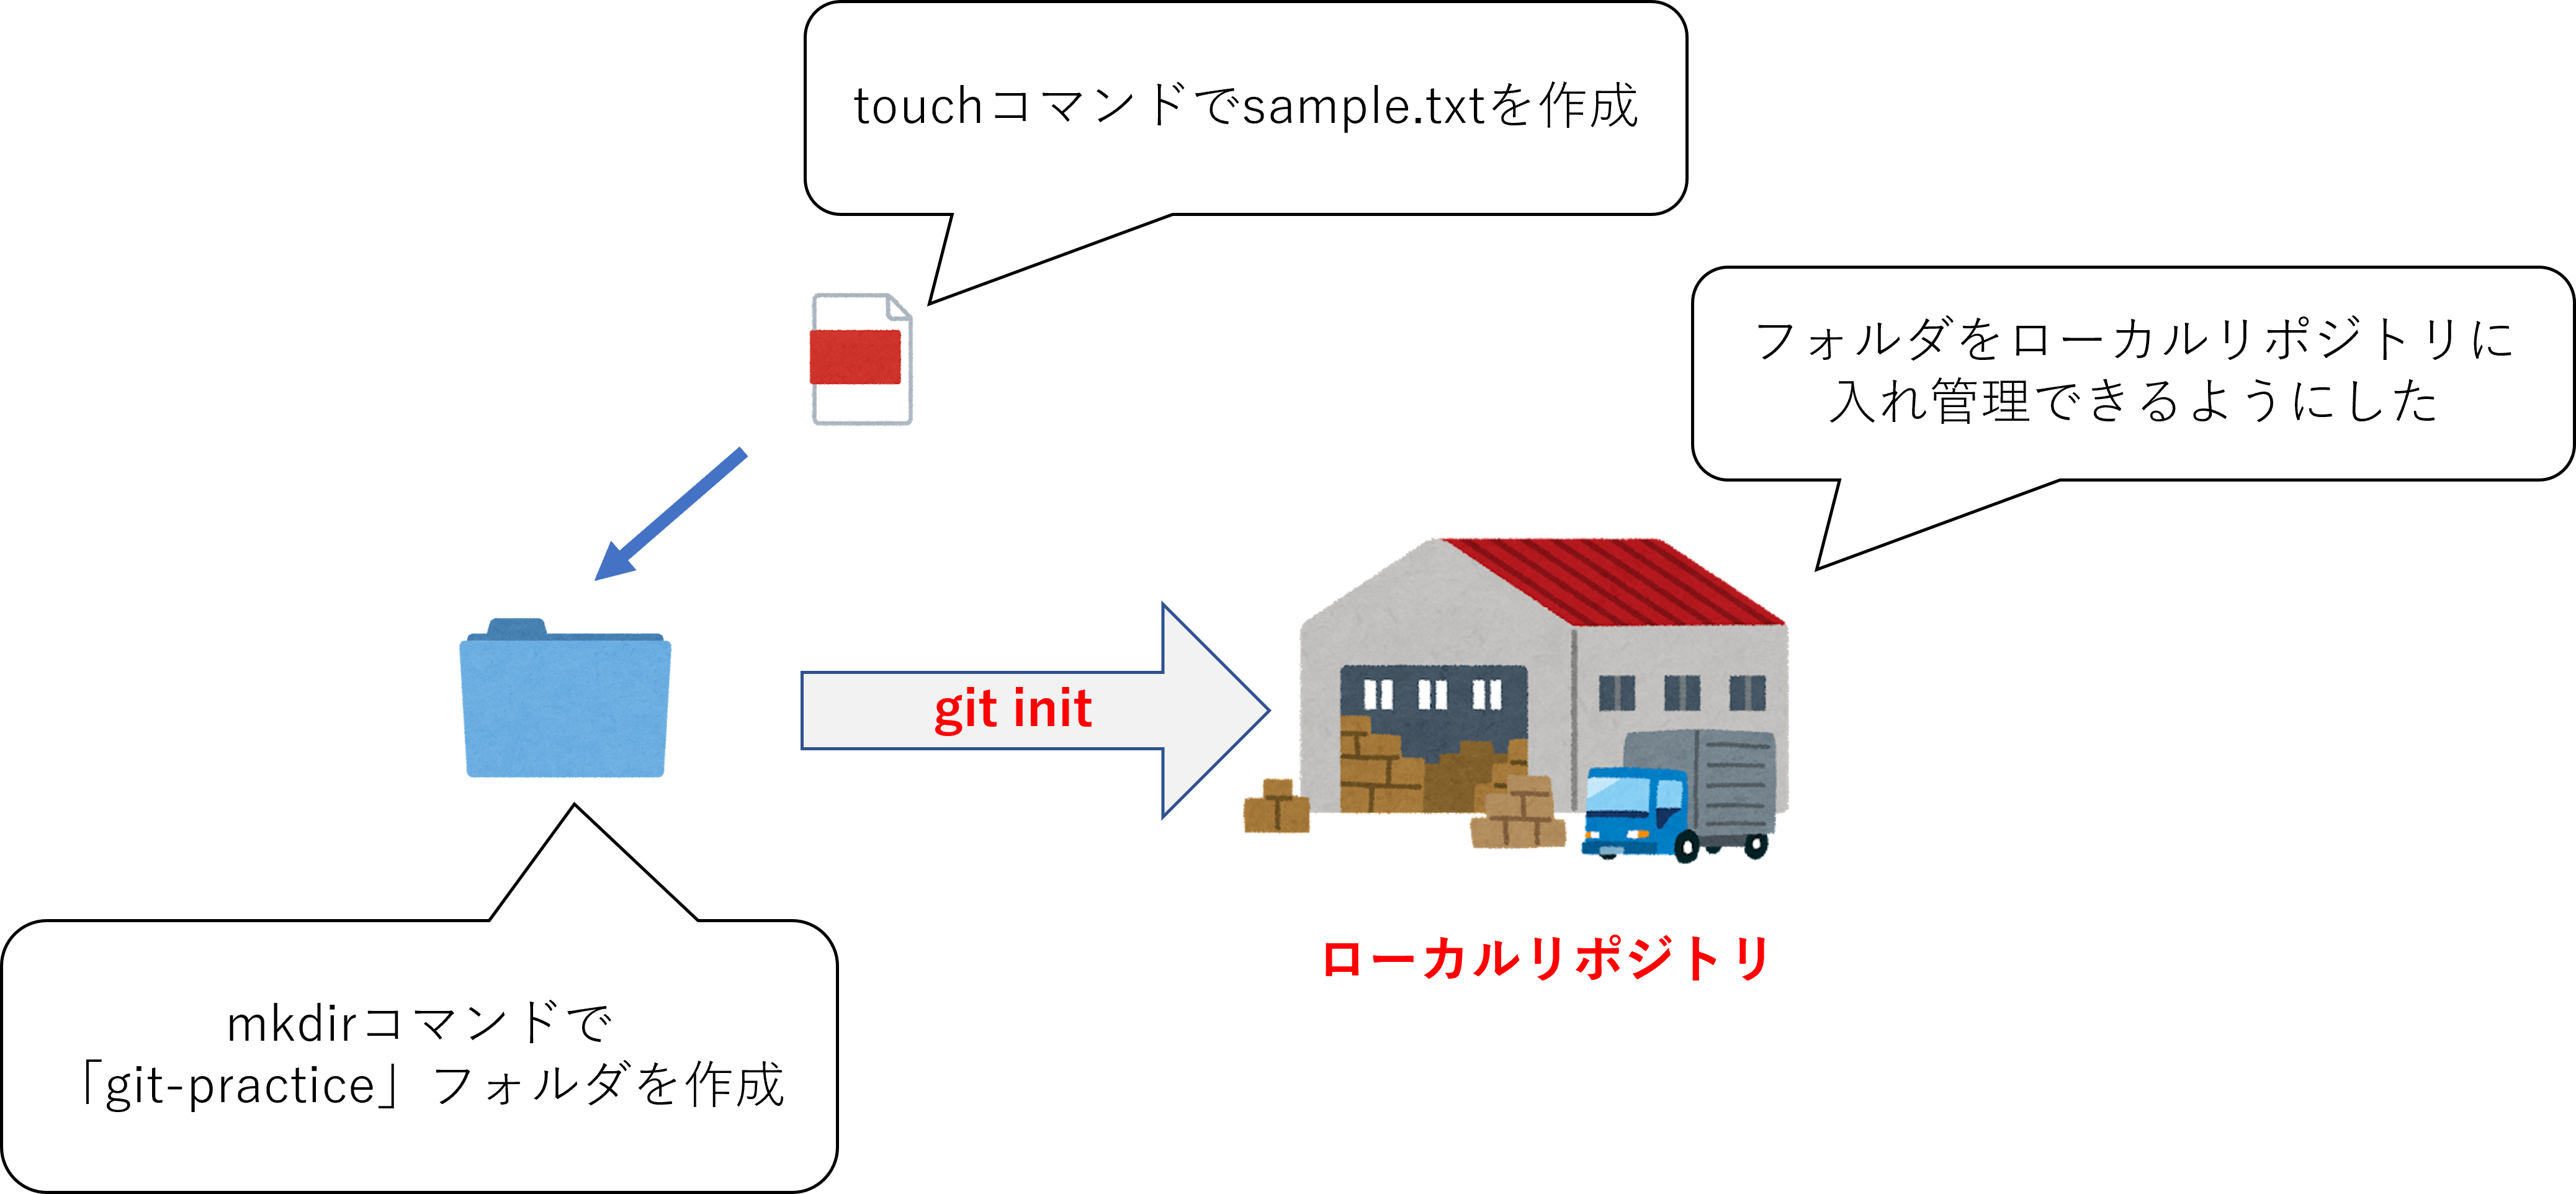 touchコマンドでsample.txtを作成
フォルダをローカルリポジトリに
入れ管理できるようにした
git init
ローカルリポジトリ
mkdirコマンドで
「git-practice」フォルダを作成